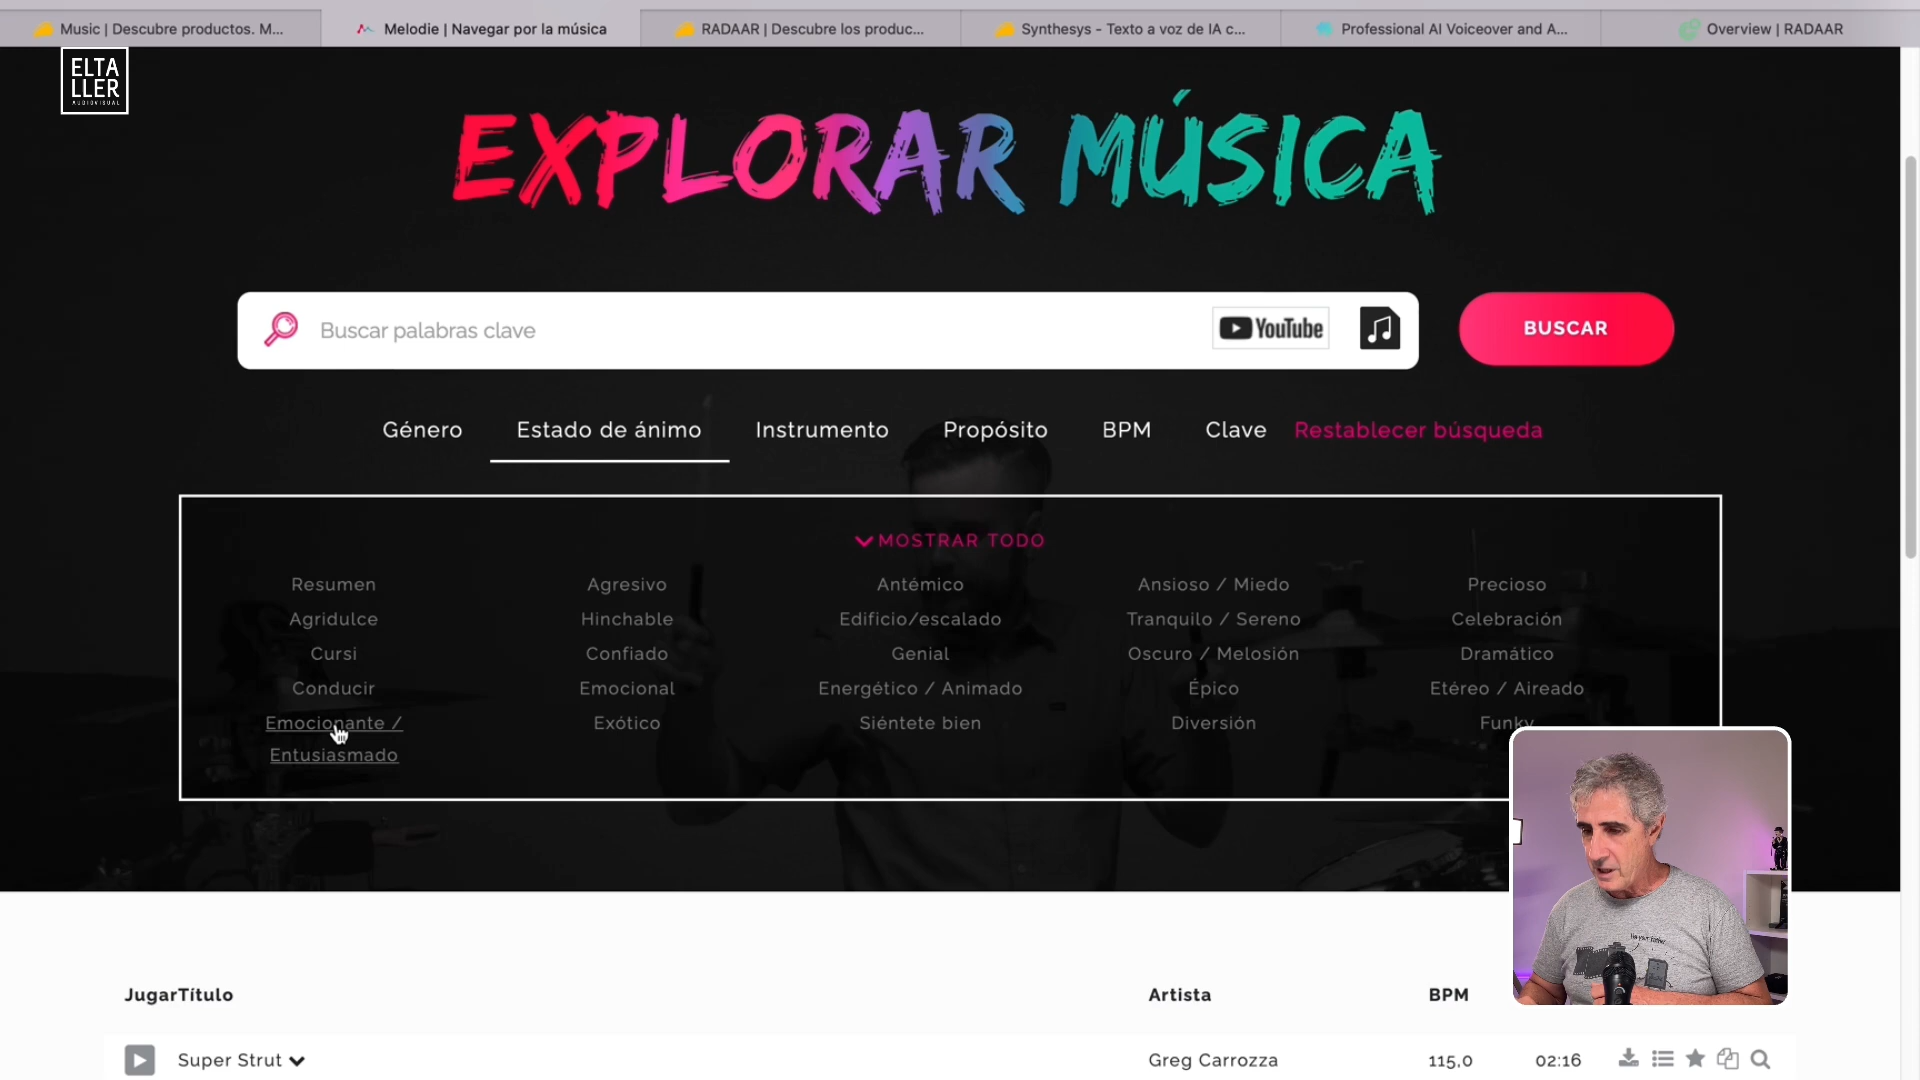 Music | Descubre productos. M...
Melodie | Navegar por la música
RADAAR | Descubre los produc...
Synthesys - Texto a voz de IA c...
Professional AI Voiceover and A...
Overview | RADAAR
ELTA
LLER
AUDIOVISUAL
EXPLORAR MÚSICA
Buscar palabras clave
YouTube
BUSCAR
Género
Estado de ánimo
Instrumento
Propósito
BPM
Clave
Restablecer búsqueda
MOSTRAR TODO
Resumen
Agresivo
Antémico
Ansioso / Miedo
Precioso
Agridulce
Hinchable
Edificio/escalado
Tranquilo / Sereno
Celebración
Cursi
Confiado
Genial
Oscuro / Melosión
Dramático
Conducir
Emocional
Energético / Animado
Épico
Etéreo / Aireado
Emocionante /
Entusiasmado
Exótico
Siéntete bien
Diversión
Funky
JugarTítulo
Artista
BPM
Super Strut
Greg Carrozza
115,0
02:16